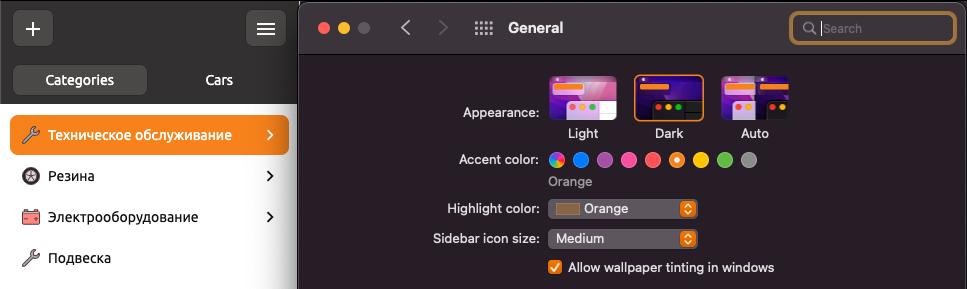 Categories
Cars
Техническое обслуживание
Резина
Электрооборудование
Подвеска
General
Search
Appearance:
Light
Dark
Auto
Accent color:
Orange
Highlight color:
Orange
Sidebar icon size:
Medium
Allow wallpaper tinting in windows